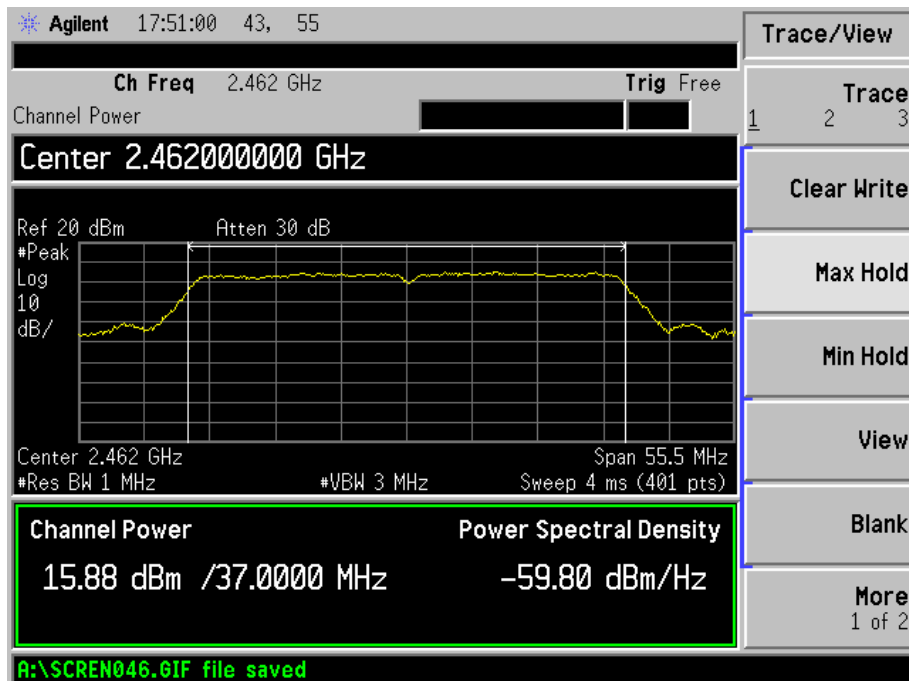 Agilent 17:51:00 43, 55
Trace/View
Ch Freq 2.462 GHz Trig Free
Channel Power
Trace
1 2 3
Center 2.462000000 GHz
Clear Write
Ref 20 dBm Atten 30 dB
#Peak
Log
10
dB/
Max Hold
Min Hold
View
Center 2.462 GHz Span 55.5 MHz
#Res BW 1 MHz #VBW 3 MHz Sweep 4 ms (401 pts)
Channel Power Power Spectral Density
15.88 dBm /37.0000 MHz -59.80 dBm/Hz
Blank
More
1 of 2
A:\SCREN046.GIF file saved